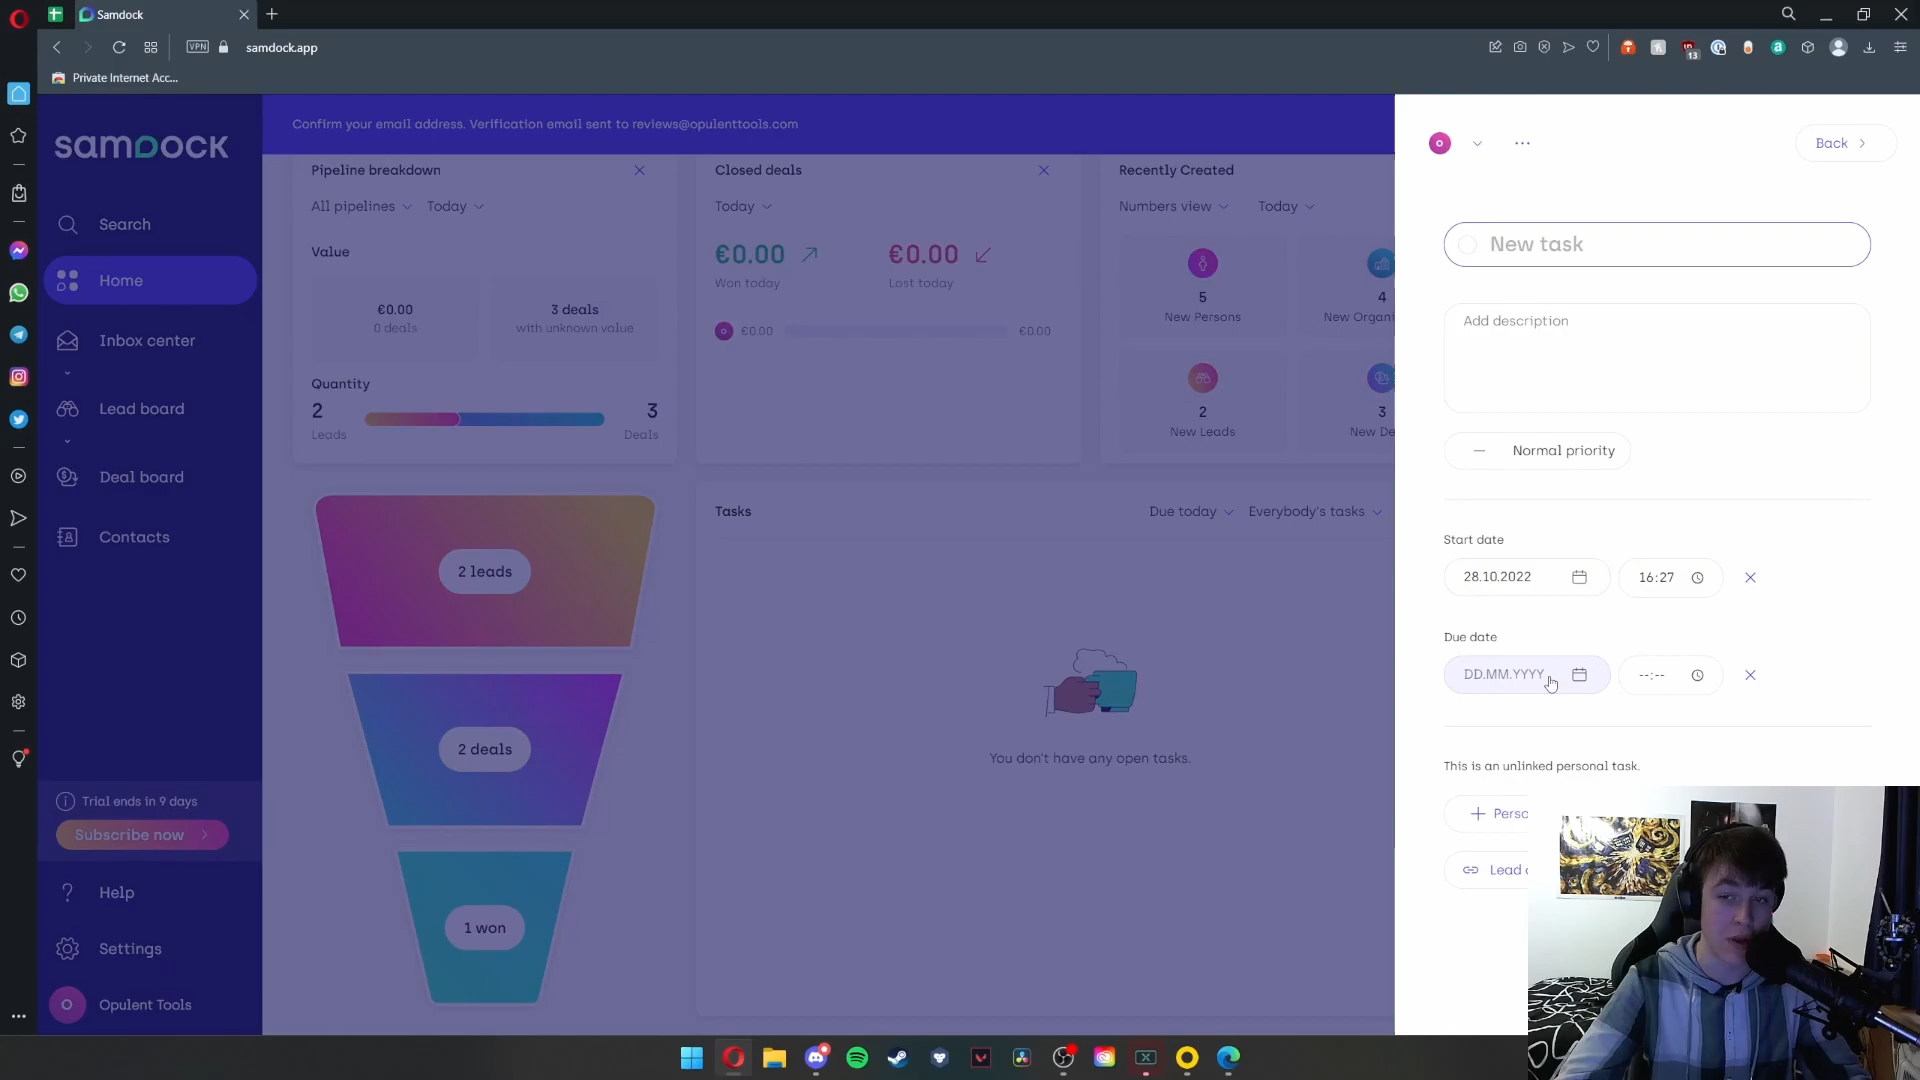 Samdock
VPN
samdock.app
Private Internet Acc...
13
samdock
Search
Home
Inbox center
Lead board
Deal board
Contacts
Trial ends in 9 days
Subscribe now
Help
Settings
O
Opulent Tools
Confirm your email address. Verification email sent to reviews@opulenttools.com
Pipeline breakdown
All pipelines
Today
Value
€0.00
0 deals
3 deals
with unknown value
Quantity
2
3
Leads
Deals
2 leads
2 deals
1 won
Closed deals
Today
€0.00
€0.00
Won today
Lost today
€0.00
€0.00
Recently Created
Numbers view
Today
5
4
New Persons
New Organi
2
3
New Leads
New De
Tasks
Due today
Everybody's tasks
You don't have any open tasks.
O
Back
New task
Add description
Normal priority
Start date
28.10.2022
16:27
Due date
DD.MM.YYYY
--:--
This is an unlinked personal task.
Perso
Lead